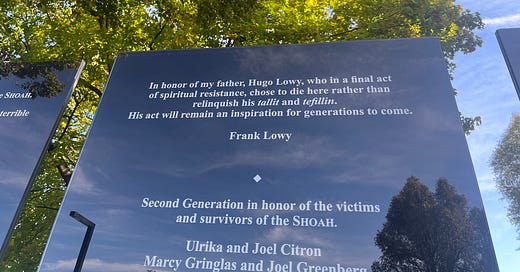 SHOAH.
terrible
In honor of my father, Hugo Lowy, who in a final act
of spiritual resistance, chose to die here rather than
relinquish his tallit and tefillin.
His act will remain an inspiration for generations to come.
Frank Lowy
Second Generation in honor of the victims
and survivors of the SHOAH.
Ulrika and Joel Citron
Marcy Gringlas and Joel Greenberg